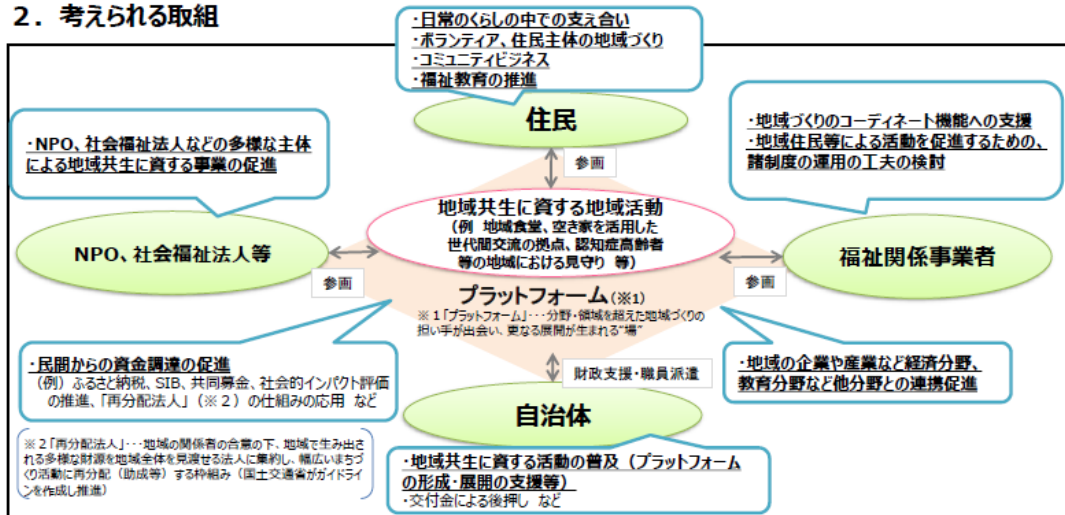 2．考えられる取組
・日常のくらしの中での支え合い
・ボランティア、住民主体の地域づくり
・コミュニティビジネス
・福祉教育の推進
住民
参画
・NPO、社会福祉法人などの多様な主体
による地域共生に資する事業の促進
・地域づくりのコーディネート機能への支援
・地域住民等による活動を促進するための、
諸制度の運用の工夫の検討
地域共生に資する地域活動
（例 地域食堂、空き家を活用した
世代間交流の拠点、認知症高齢者
等の地域における見守り 等）
NPO、社会福祉法人等
参画
福祉関係事業者
参画
プラットフォーム(※1)
※１「プラットフォーム」･･･分野・領域を超えた地域づくりの
担い手が出会い、更なる展開が生まれる“場”
・民間からの資金調達の促進
（例）ふるさと納税、SIB、共同募金、社会的インパクト評価
の推進、「再分配法人」（※２）の仕組みの応用 など
・地域の企業や産業など経済分野、
教育分野など他分野との連携促進
財政支援・職員派遣
自治体
※２「再分配法人」･･･地域の関係者の合意の下、地域で生み出さ
れる多様な財源を地域全体を見渡せる法人に集約し、幅広いまちづ
くり活動に再分配（助成等）する枠組み（国土交通省がガイドライ
ンを作成し推進）
・地域共生に資する活動の普及（プラットフォーム
の形成・展開の支援等）
・交付金による後押し など